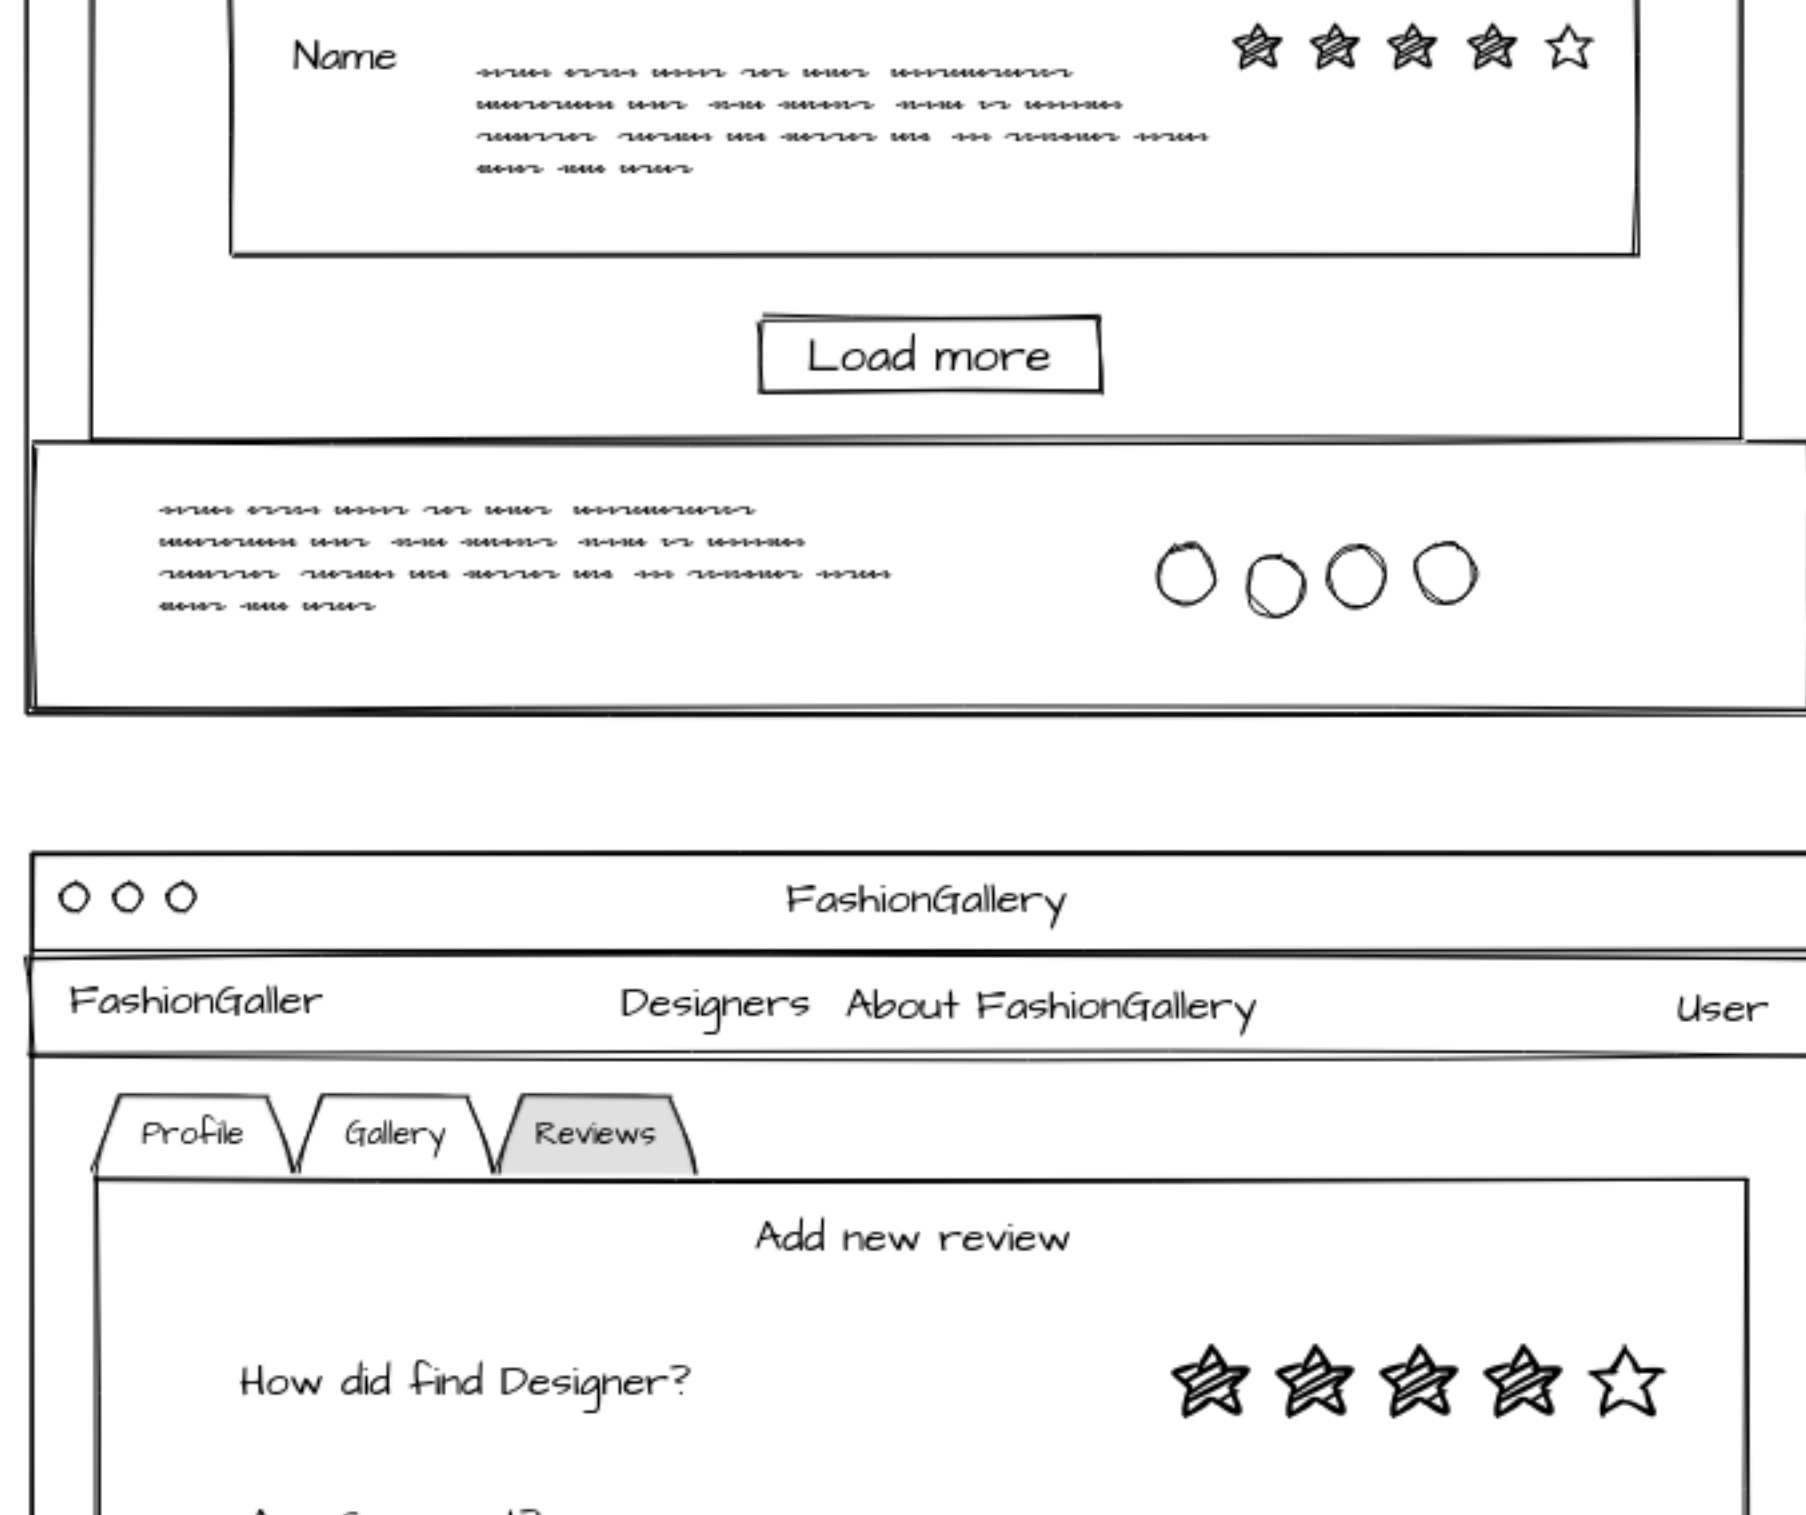 Name
Load more
FashionGallery
FashionGaller Designers About FashionGallery User
Profile Gallery Reviews
Add new review
How did find Designer?